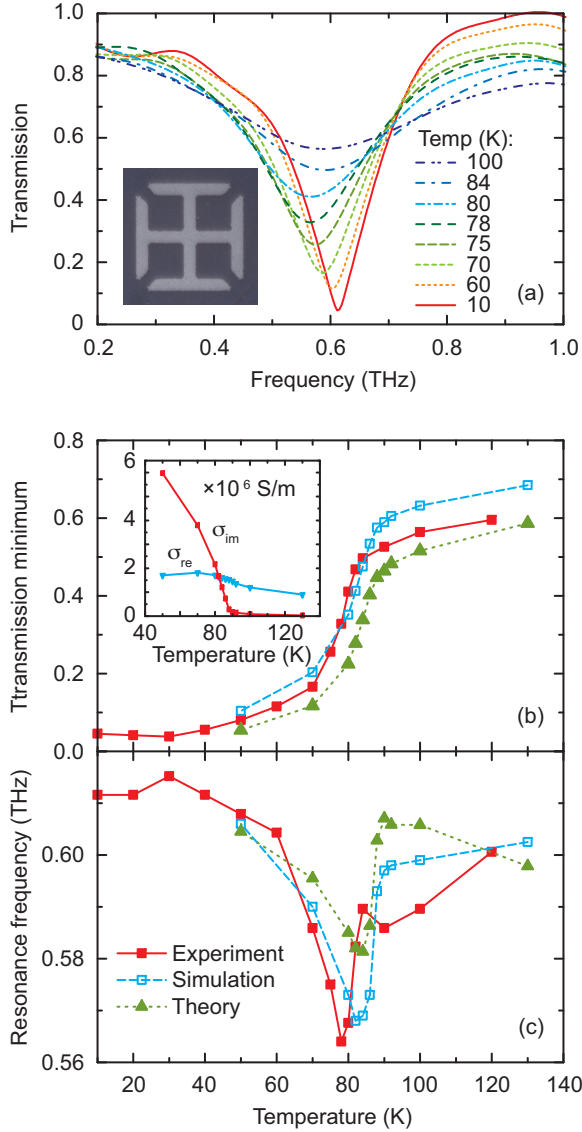 1.0
0.8
0.6
0.4
0.2
0
Transmission
Temp (K):
100
84
80
78
75
70
60
10
(a)
0.2 0.4 0.6 0.8 1.0
Frequency (THz)
0.8
0.6
0.4
0.2
0.0
Ttransmission minimum
6
4
2
0
×10⁶ S/m
σim
σre
40 80 120
Temperature (K)
(b)
0.60
0.58
0.56
Resonance frequency (THz)
Experiment
Simulation
Theory
(c)
20 40 60 80 100 120 140
Temperature (K)